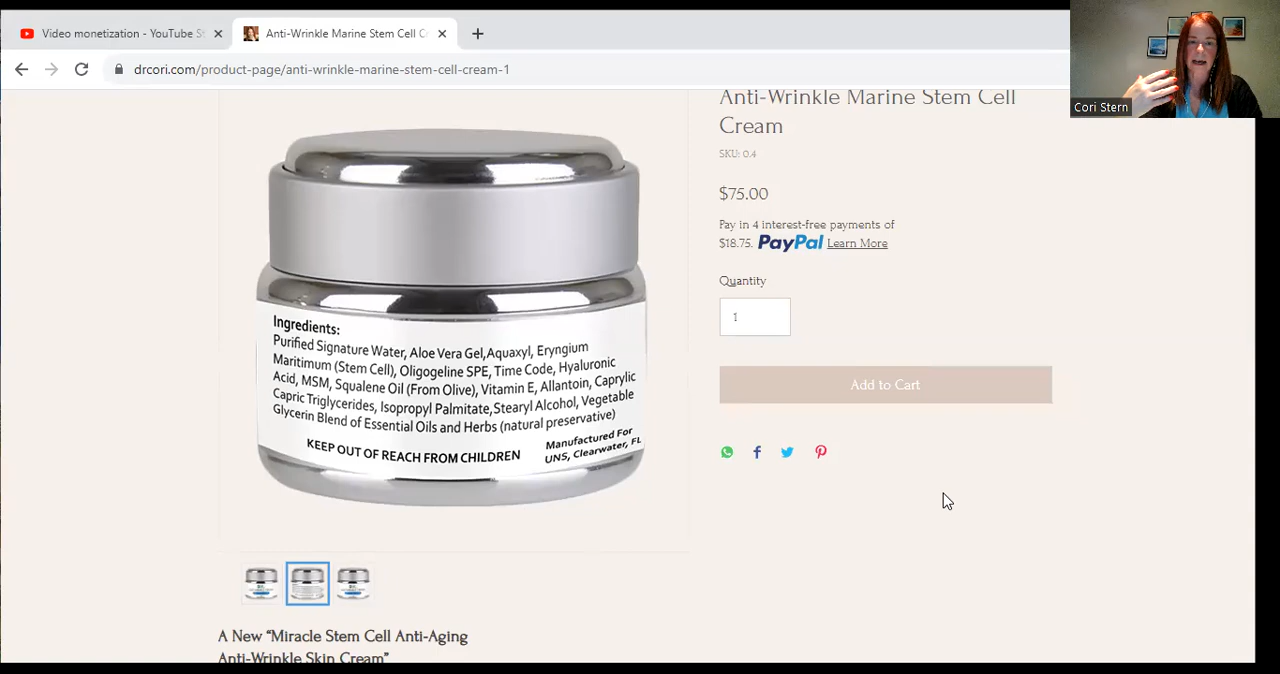 Video monetization - YouTube S
Anti-Wrinkle Marine Stem Cell C
drcori.com/product-page/anti-wrinkle-marine-stem-cell-cream-1
Cori Stern
Anti-Wrinkle Marine Stem Cell
Cream
SKU: 0.4
$75.00
Pay in 4 interest-free payments of
$18.75. PayPal Learn More
Quantity
1
Add to Cart
Ingredients:
Purified Signature Water, Aloe Vera Gel,Aquaxyl, Eryngium
Maritimum (Stem Cell), Oligogeline SPE, Time Code, Hyaluronic
Acid, MSM, Squalene Oil (From Olive), Vitamin E, Allantoin, Caprylic
Capric Triglycerides, Isopropyl Palmitate,Stearyl Alcohol, Vegetable
Glycerin Blend of Essential Oils and Herbs (natural preservative)
KEEP OUT OF REACH FROM CHILDREN
Manufactured For
UNS, Clearwater, FL
A New “Miracle Stem Cell Anti-Aging
Anti-Wrinkle Skin Cream”